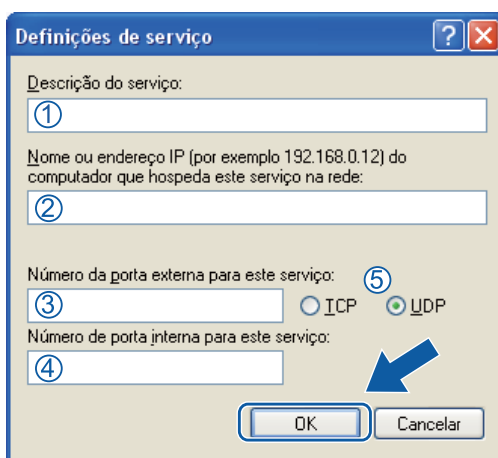 Definições de serviço
Descrição do serviço:
①
Nome ou endereço IP (por exemplo 192.168.0.12) do
computador que hospeda este serviço na rede:
②
Número da porta externa para este serviço:
⑤
③
TCP
UDP
Número de porta interna para este serviço:
④
OK
Cancelar